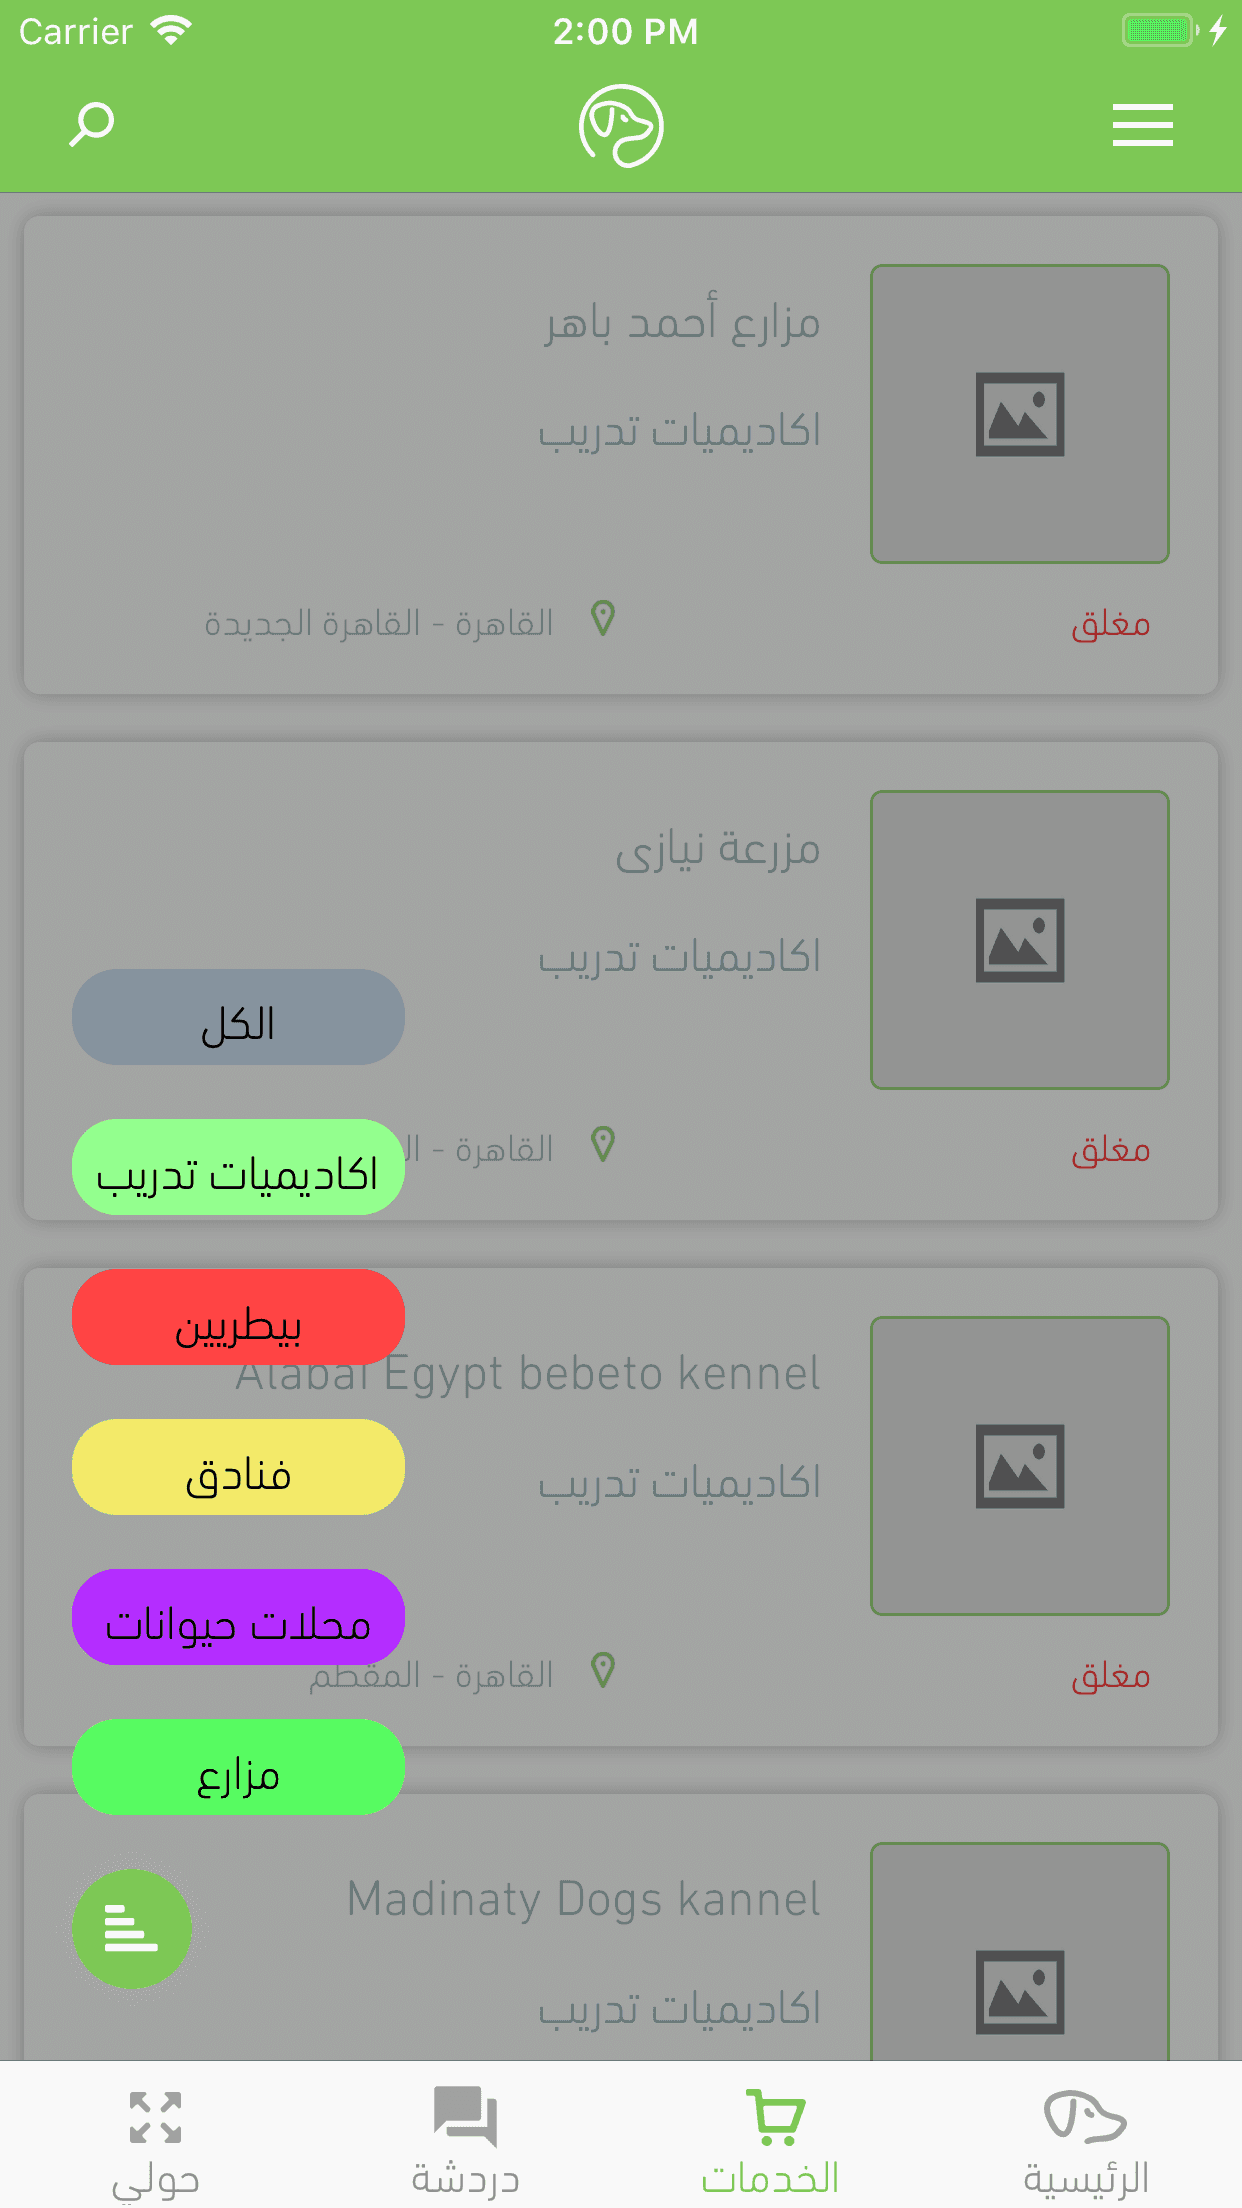 Carrier
2:00 PM
مزارع أحمد باهر
اكاديميات تدريب
مغلق
القاهرة - القاهرة الجديدة
مزرعة نيازى
اكاديميات تدريب
الكل
مغلق
القاهرة - ال
اكاديميات تدريب
بيطريين
Alabai Egypt bebeto kennel
فنادق
اكاديميات تدريب
محلات حيوانات
مغلق
القاهرة - المقطم
مزارع
Madinaty Dogs kannel
اكاديميات تدريب
الرئيسية
الخدمات
دردشة
حولي